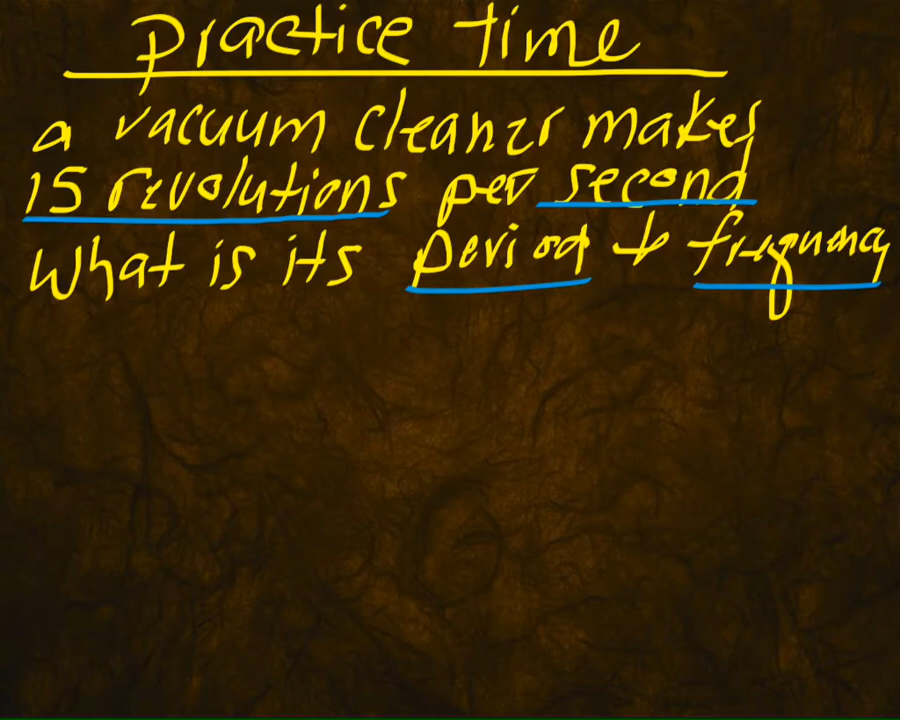 Practice time
a vacuum cleaner makes
15 revolutions per second
What is its period + frequency